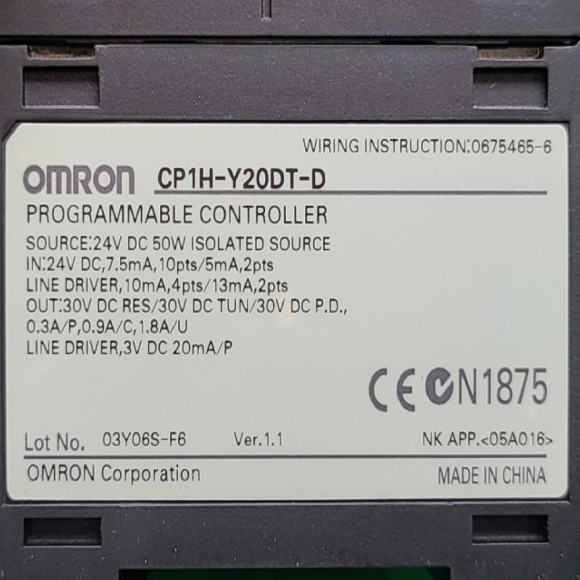 WIRING INSTRUCTION:0675465-6
OMRON CP1H-Y20DT-D
PROGRAMMABLE CONTROLLER
SOURCE:24V DC 50W ISOLATED SOURCE
IN:24V DC,7.5mA,10pts/5mA,2pts
LINE DRIVER,10mA,4pts/13mA,2pts
OUT:30V DC RES/30V DC TUN/30V DC P.D.,
0.3A/P,0.9A/C,1.8A/U
LINE DRIVER,3V DC 20mA/P
CE N1875
Lot No. 03Y06S-F6 Ver.1.1 NK APP.<05A016>
OMRON Corporation MADE IN CHINA